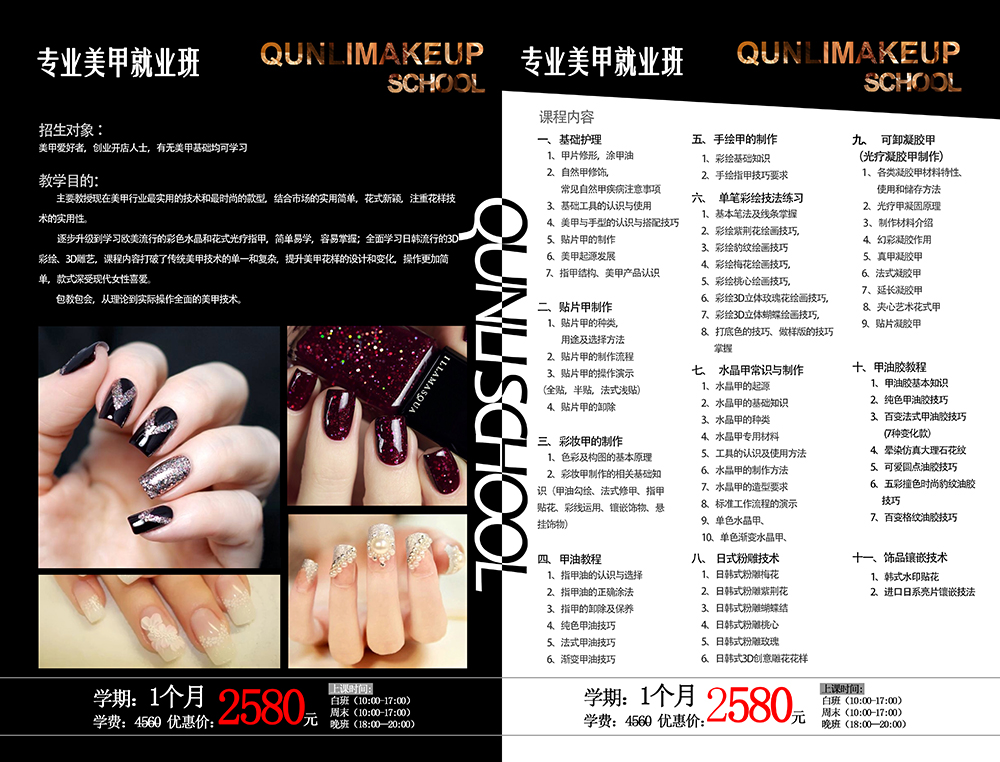 专业美甲就业班
QUNLIMAKEUP
SCHOOL
招生对象：
美甲爱好者，创业开店人士，有无美甲基础均可学习
教学目的:
主要教授现在美甲行业最实用的技术和最时尚的款型，结合市场的实用简单，花式新颖，注重花样技
术的实用性。
逐步升级到学习欧美流行的彩色水晶和花式光疗指甲，简单易学，容易掌握；全面学习日韩流行的3D
彩绘、3D雕艺，课程内容打破了传统美甲技术的单一和复杂，提升美甲花样的设计和变化，操作更加简
单，款式深受现代女性喜爱。
包教包会，从理论到实际操作全面的美甲技术。
ILLAMASQUA
学期：1个月
学费：4560 优惠价：2580元
上课时间:
白班（10:00-17:00）
周末（10:00-17:00）
晚班（18:00--20:00）
QUNLISDHOOL
专业美甲就业班
QUNLIMAKEUP
SCHOOL
课程内容
一、 基础护理
1、甲片修形，涂甲油
2、自然甲修饰，
常见自然甲疾病注意事项
3、基础工具的认识与使用
4、美甲与手型的认识与搭配技巧
5、贴片甲的制作
6、美甲起源发展
7、指甲结构、美甲产品认识
二、 贴片甲制作
1、贴片甲的种类,
用途及选择方法
2、贴片甲的制作流程
3、贴片甲的操作演示
（全贴，半贴，法式浅贴）
4、贴片甲的卸除
三、 彩妆甲的制作
1、色彩及构图的基本原理
2、彩妆甲制作的相关基础知
识（甲油勾绘、法式修甲、指甲
贴花、彩线运用、镶嵌饰物、悬
挂饰物）
四、 甲油教程
1、指甲油的认识与选择
2、指甲油的正确涂法
3、指甲的卸除及保养
4、纯色甲油技巧
5、法式甲油技巧
6、渐变甲油技巧
五、 手绘甲的制作
1、彩绘基础知识
2、手绘指甲技巧要求
六、 单笔彩绘技法练习
1、基本笔法及线条掌握
2、彩绘紫荆花绘画技巧,
3、彩绘豹纹绘画技巧
4、彩绘梅花绘画技巧,
5、彩绘桃心绘画技巧,
6、彩绘3D立体玫瑰花绘画技巧,
7、彩绘3D立体蝴蝶绘画技巧,
8、打底色的技巧、做样版的技巧
掌握
七、 水晶甲常识与制作
1、水晶甲的起源
2、水晶甲的基础知识
3、水晶甲的种类
4、水晶甲专用材料
5、工具的认识及使用方法
6、水晶甲的制作方法
7、水晶甲的造型要求
8、标准工作流程的演示
9、单色水晶甲、
10、单色渐变水晶甲、
八、 日式粉雕技术
1、日韩式粉雕梅花
2、日韩式粉雕紫荆花
3、日韩式粉雕蝴蝶结
4、日韩式粉雕桃心
5、日韩式粉雕玫瑰
6、日韩式3D创意雕花花样
九、 可卸凝胶甲
（光疗凝胶甲制作）
1、各类凝胶甲材料特性、
使用和储存方法
2、光疗甲凝固原理
3、制作材料介绍
4、幻彩凝胶作用
5、真甲凝胶甲
6、法式凝胶甲
7、延长凝胶甲
8、夹心艺术花式甲
9、贴片凝胶甲
十、 甲油胶教程
1、甲油胶基本知识
2、纯色甲油胶技巧
3、百变法式甲油胶技巧
(7种变化款)
4、晕染仿真大理石花纹
5、可爱圆点油胶技巧
6、五彩撞色时尚豹纹油胶
技巧
7、百变格纹油胶技巧
十一、 饰品镶嵌技术
1、韩式水印贴花
2、进口日系亮片镶嵌技法
学期：1个月
学费：4560 优惠价：2580元
上课时间:
白班（10:00-17:00）
周末（10:00-17:00）
晚班（18:00--20:00）